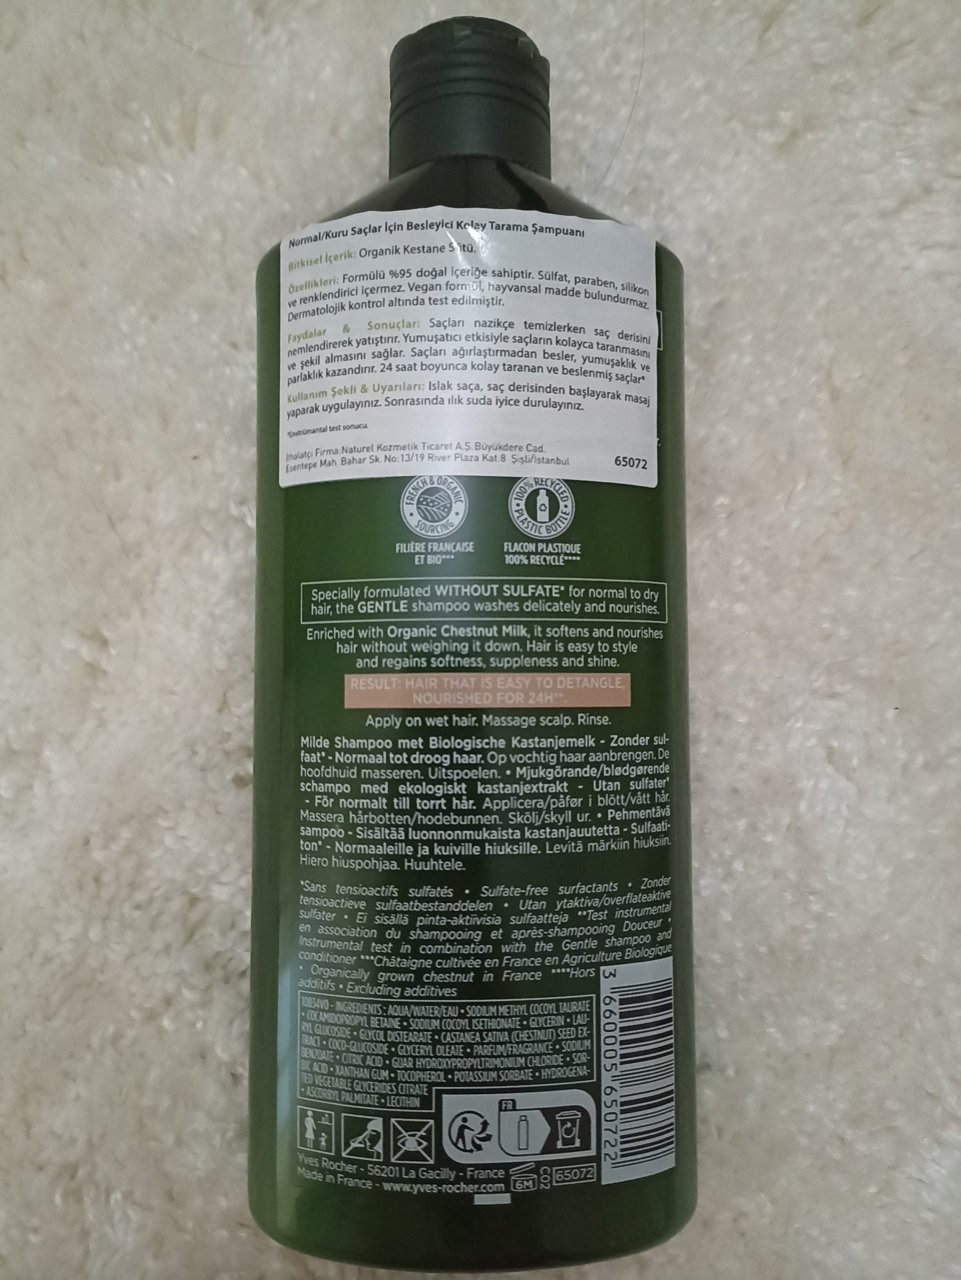 Normal/Kuru Saçlar İçin Besleyici Kolay Tarama Şampuanı
Bitkisel İçerik: Organik Kestane Sütü.
Özellikleri: Formülü %95 doğal içeriğe sahiptir. Sülfat, paraben, silikon
ve renklendirici içermez. Vegan formül, hayvansal madde bulundurmaz.
Dermatolojik kontrol altında test edilmiştir.
Faydalar & Sonuçlar: Saçları nazikçe temizlerken saç derisini
nemlendirerek yatıştırır. Yumuşatıcı etkisiyle saçların kolayca taranmasını
ve şekil almasını sağlar. Saçları ağırlaştırmadan besler, yumuşaklık ve
parlaklık kazandırır. 24 saat boyunca kolay taranan ve beslenmiş saçlar*
Kullanım Şekli & Uyarıları: Islak saça, saç derisinden başlayarak masaj
yaparak uygulayınız. Sonrasında ılık suda iyice durulayınız.
*Enstrümantal test sonucu.
İthalatçı Firma: Naturel Kozmetik Ticaret A.Ş. Büyükdere Cad.
Esentepe Mah. Bahar Sk. No:13/19 River Plaza Kat:8 Şişli/İstanbul
65072
FRENCH & ORGANIC SOURCING
100% RECYCLED PLASTIC BOTTLE
FILIÈRE FRANÇAISE
ET BIO***
FLACON PLASTIQUE
100% RECYCLÉ****
Specially formulated WITHOUT SULFATE* for normal to dry
hair, the GENTLE shampoo washes delicately and nourishes.
Enriched with Organic Chestnut Milk, it softens and nourishes
hair without weighing it down. Hair is easy to style
and regains softness, suppleness and shine.
RESULT: HAIR THAT IS EASY TO DETANGLE,
NOURISHED FOR 24H**.
Apply on wet hair. Massage scalp. Rinse.
Milde Shampoo met Biologische Kastanjemelk - Zonder sul-
faat* - Normaal tot droog haar. Op vochtig haar aanbrengen. De
hoofdhuid masseren. Uitspoelen. • Mjukgörande/blødgørende
schampo med ekologiskt kastanjextrakt - Utan sulfater*
- För normalt till torrt hår. Applicera/påfør i blött/vått hår.
Massera hårbotten/hodebunnen. Skölj/skyll ur. • Pehmentävä
sampoo - Sisältää luonnonmukaista kastanjauutetta - Sulfaati-
ton* - Normaaleille ja kuiville hiuksille. Levitä märkiin hiuksiin.
Hiero hiuspohjaa. Huuhtele.
*Sans tensioactifs sulfatés • Sulfate-free surfactants • Zonder
tensioactieve sulfaatbestanddelen • Utan ytaktiva/overflateaktive
sulfater • Ei sisällä pinta-aktiivisia sulfaatteja **Test instrumental
en association du shampooing et après-shampooing Douceur •
Instrumental test in combination with the Gentle shampoo and
conditioner ***Châtaigne cultivée en France en Agriculture Biologique
• Organically grown chestnut in France ****Hors
additifs • Excluding additives
10034V0 - INGREDIENTS : AQUA/WATER/EAU • SODIUM METHYL COCOYL TAURATE
• COCAMIDOPROPYL BETAINE • SODIUM COCOYL ISETHIONATE • GLYCERIN • LAU-
RYL GLUCOSIDE • GLYCOL DISTEARATE • CASTANEA SATIVA (CHESTNUT) SEED EX-
TRACT • COCO-GLUCOSIDE • GLYCERYL OLEATE • PARFUM/FRAGRANCE • SODIUM
BENZOATE • CITRIC ACID • GUAR HYDROXYPROPYLTRIMONIUM CHLORIDE • SOR-
BIC ACID • XANTHAN GUM • TOCOPHEROL • POTASSIUM SORBATE • HYDROGENA-
TED VEGETABLE GLYCERIDES CITRATE
• ASCORBYL PALMITATE • LECITHIN
FR
Yves Rocher - 56201 La Gacilly - France
Made in France - www.yves-rocher.com
6M
02
65072
3 660005 650722